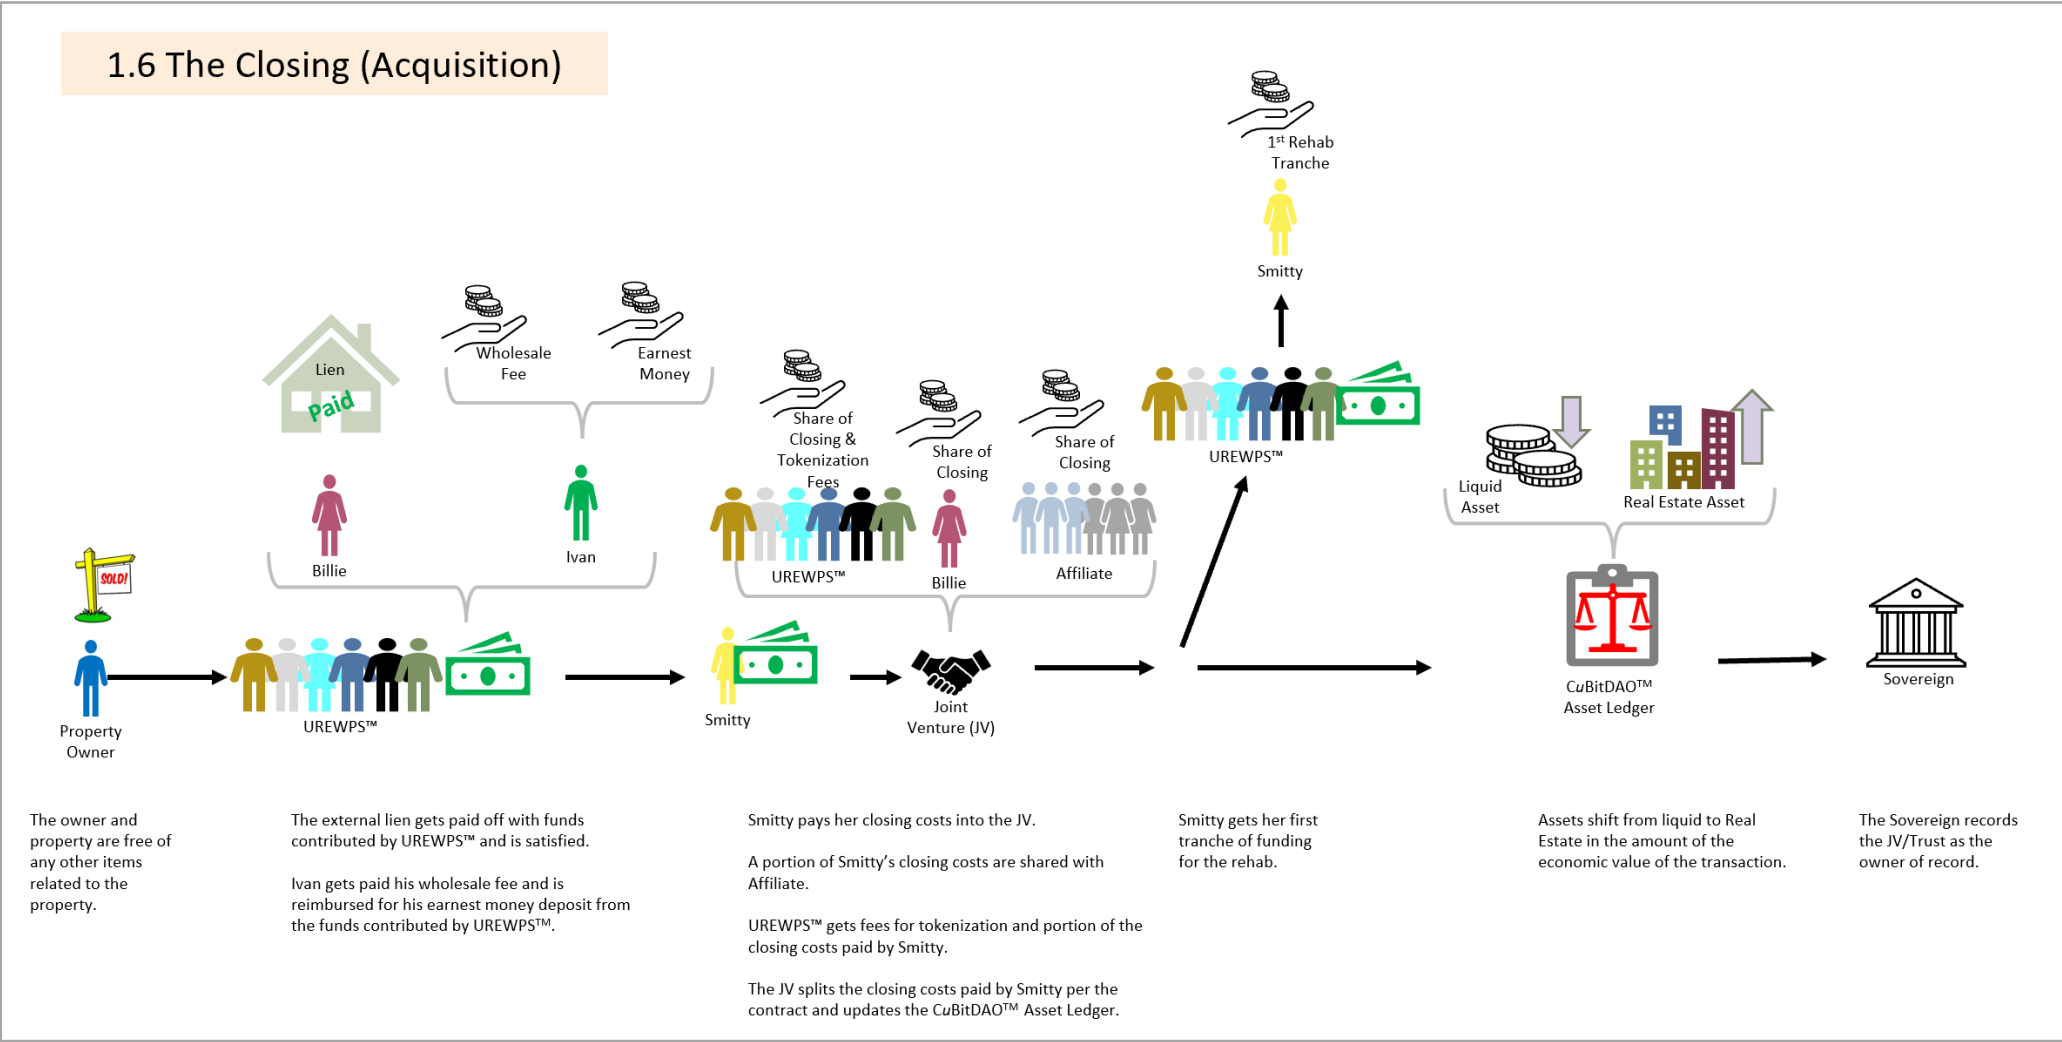 1.6 The Closing (Acquisition)
1st Rehab
Tranche
Smitty
Lien
Paid
Wholesale
Fee
Earnest
Money
Billie
Ivan
Share of
Closing &
Tokenization
Fees
UREWPS™
Share of
Closing
Billie
Share of
Closing
Affiliate
UREWPS™
Liquid
Asset
Real Estate Asset
SOLD!
Property
Owner
UREWPS™
Smitty
Joint
Venture (JV)
CuBitDAO™
Asset Ledger
Sovereign
The owner and
property are free of
any other items
related to the
property.
The external lien gets paid off with funds
contributed by UREWPS™ and is satisfied.
Ivan gets paid his wholesale fee and is
reimbursed for his earnest money deposit from
the funds contributed by UREWPS™.
Smitty pays her closing costs into the JV.
A portion of Smitty’s closing costs are shared with
Affiliate.
UREWPS™ gets fees for tokenization and portion of the
closing costs paid by Smitty.
The JV splits the closing costs paid by Smitty per the
contract and updates the CuBitDAO™ Asset Ledger.
Smitty gets her first
tranche of funding
for the rehab.
Assets shift from liquid to Real
Estate in the amount of the
economic value of the transaction.
The Sovereign records
the JV/Trust as the
owner of record.